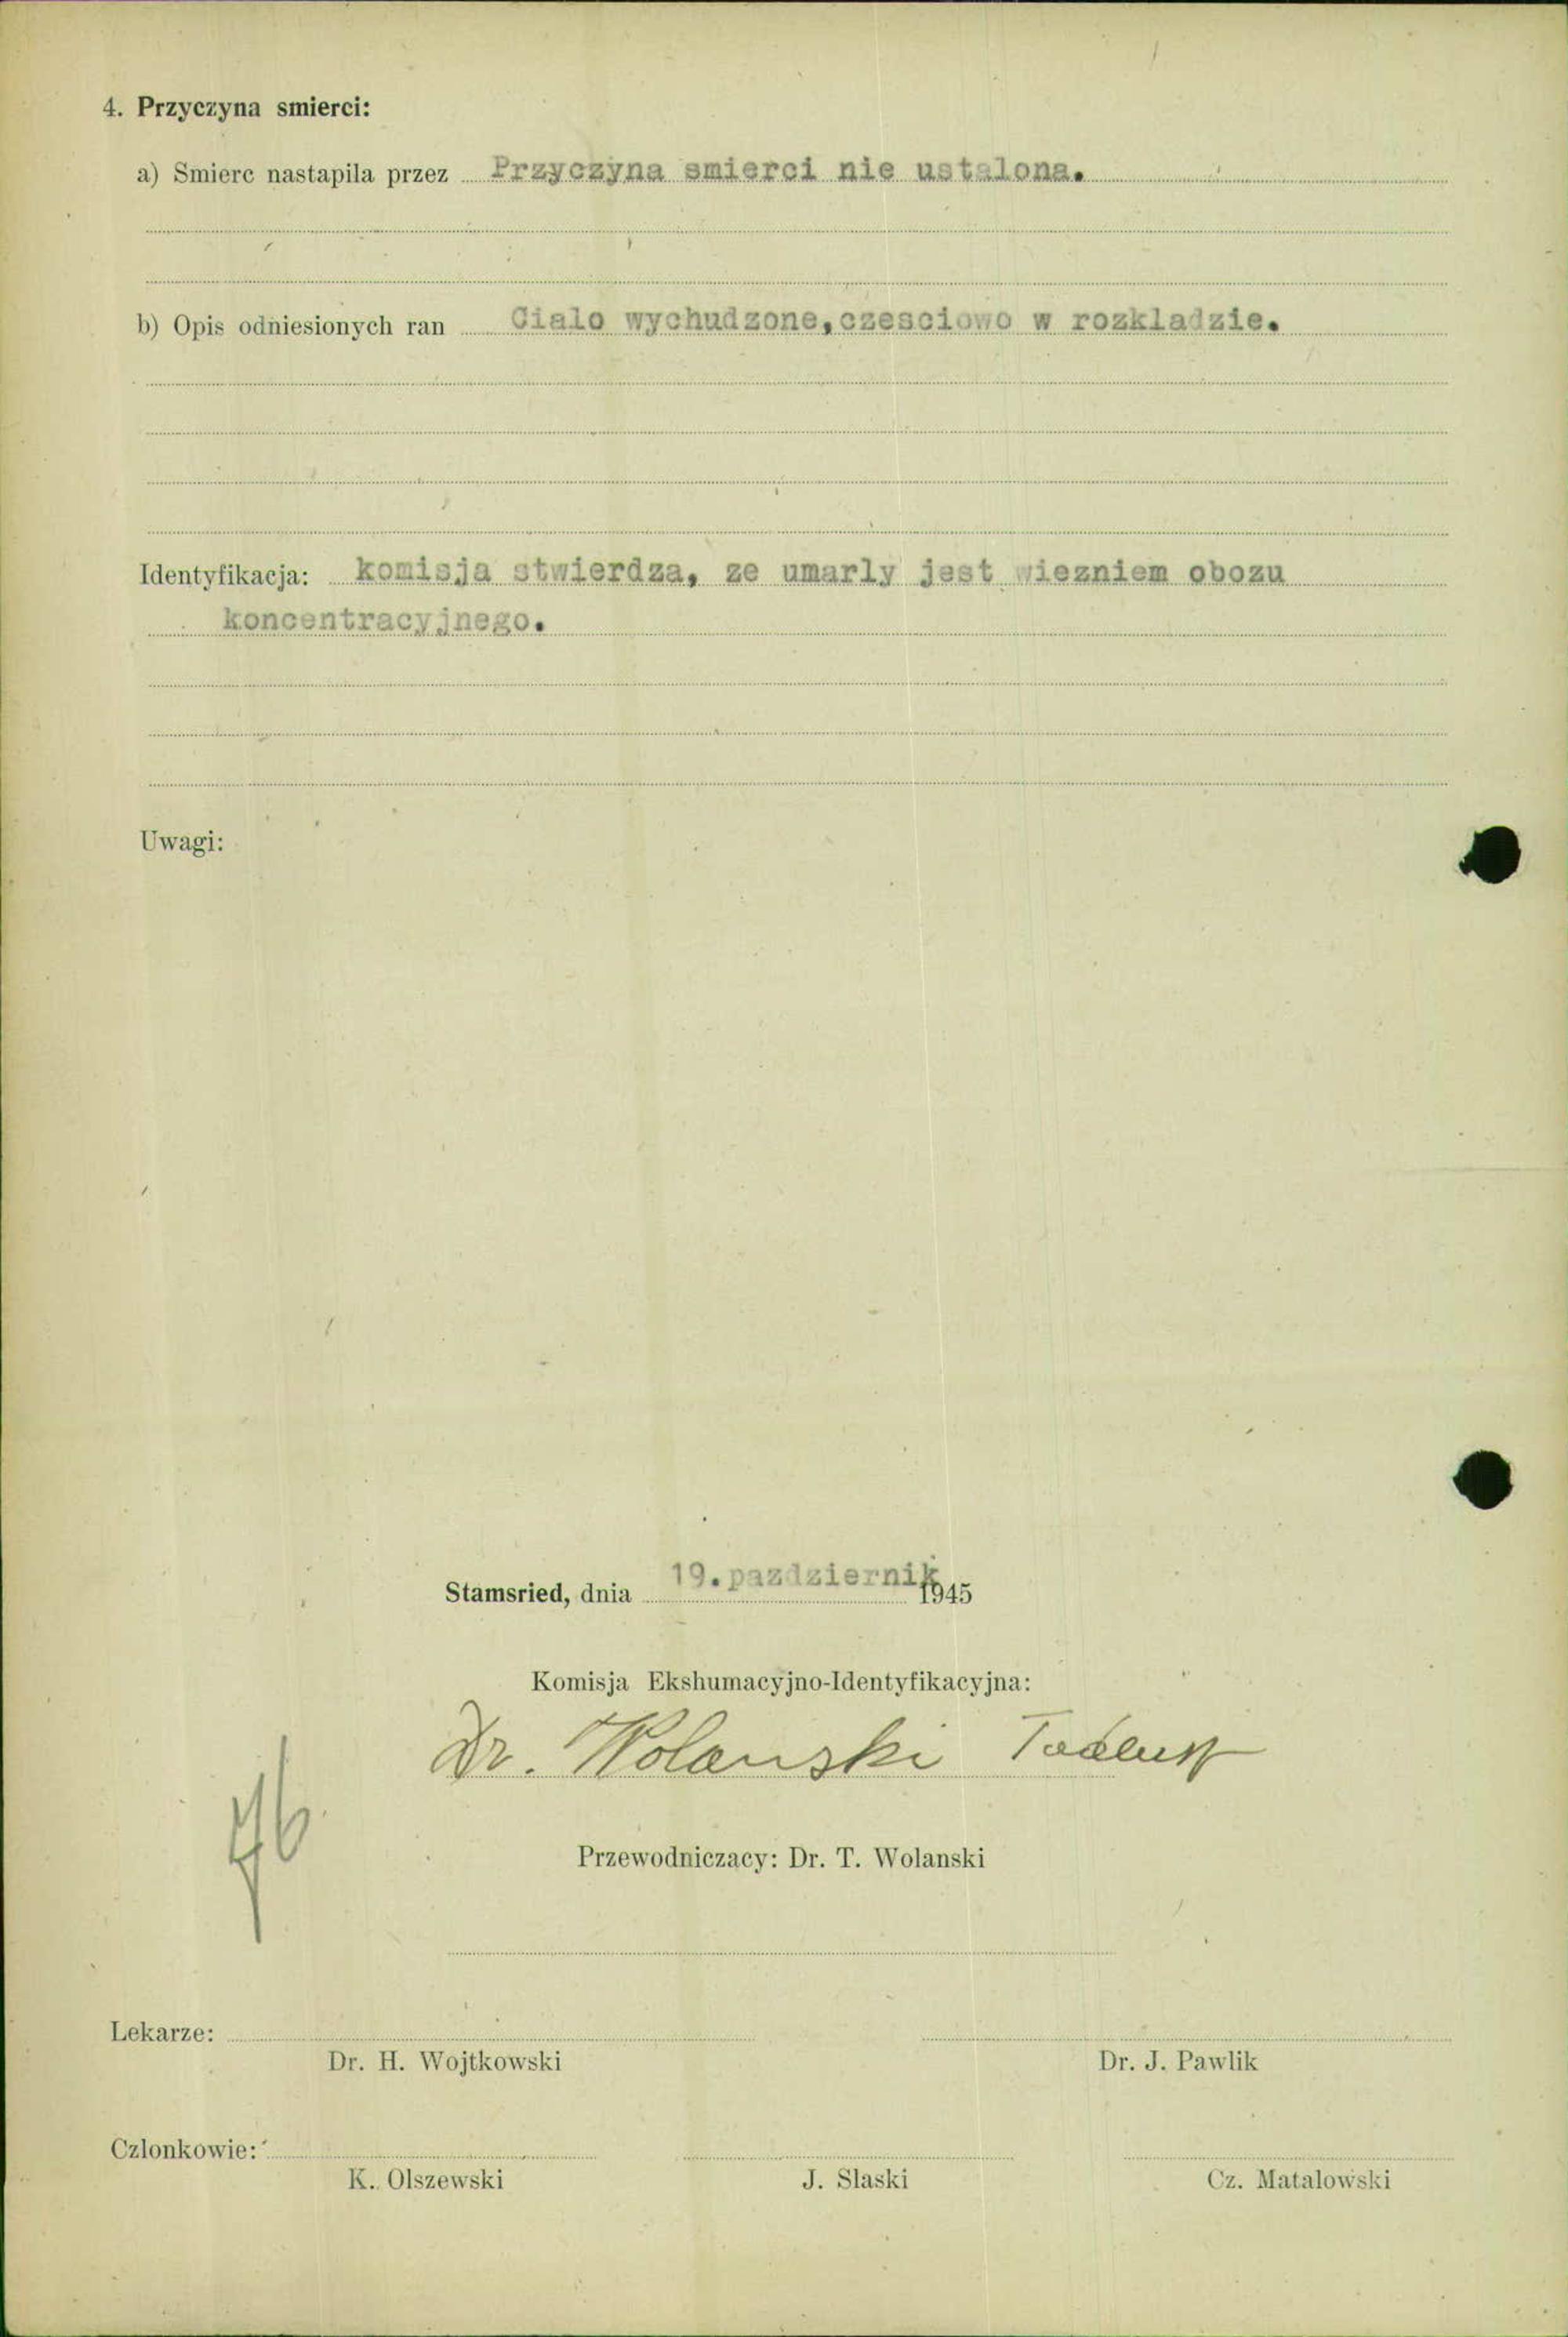 4. Przyczyna smierci:
a) Smierc nastapila przez Przyczyna smierci nie ustalona.
b) Opis odniesionych ran Cialo wychudzone,czesciowo w rozkladzie.
Identyfikacja: komisja stwierdza, ze umarly jest wiezniem obozu
koncentracyjnego.
Uwagi:
Stamsried, dnia 19.pazdziernik 1945
Komisja Ekshumacyjno-Identyfikacyjna:
Dr. Wolanski Tadeusz
46
Przewodniczacy: Dr. T. Wolanski
Lekarze:
Dr. H. Wojtkowski Dr. J. Pawlik
Czlonkowie:
K. Olszewski J. Slaski Cz. Matalowski